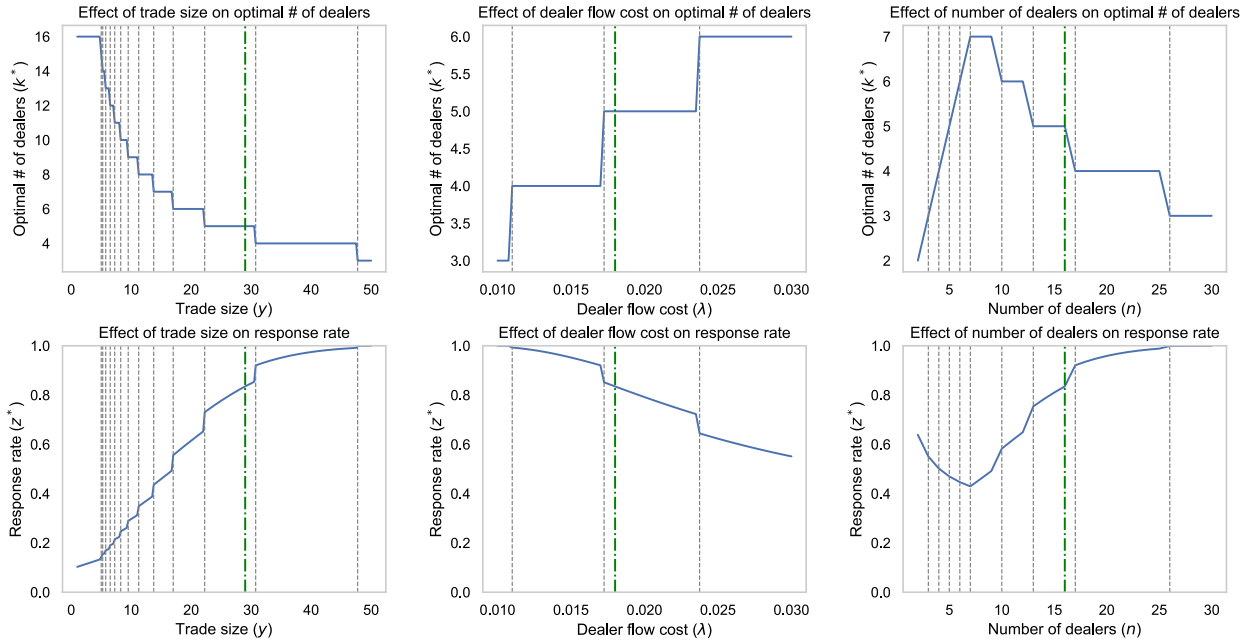 Effect of trade size on optimal # of dealers
Optimal # of dealers (k*)
16
14
12
10
8
6
4
0 10 20 30 40 50
Trade size (y)
Effect of dealer flow cost on optimal # of dealers
Optimal # of dealers (k*)
6.0
5.5
5.0
4.5
4.0
3.5
3.0
0.010 0.015 0.020 0.025 0.030
Dealer flow cost (λ)
Effect of number of dealers on optimal # of dealers
Optimal # of dealers (k*)
7
6
5
4
3
2
5 10 15 20 25 30
Number of dealers (n)
Effect of trade size on response rate
Response rate (z*)
1.0
0.8
0.6
0.4
0.2
0.0
0 10 20 30 40 50
Trade size (y)
Effect of dealer flow cost on response rate
Response rate (z*)
1.0
0.8
0.6
0.4
0.2
0.0
0.010 0.015 0.020 0.025 0.030
Dealer flow cost (λ)
Effect of number of dealers on response rate
Response rate (z*)
1.0
0.8
0.6
0.4
0.2
0.0
5 10 15 20 25 30
Number of dealers (n)